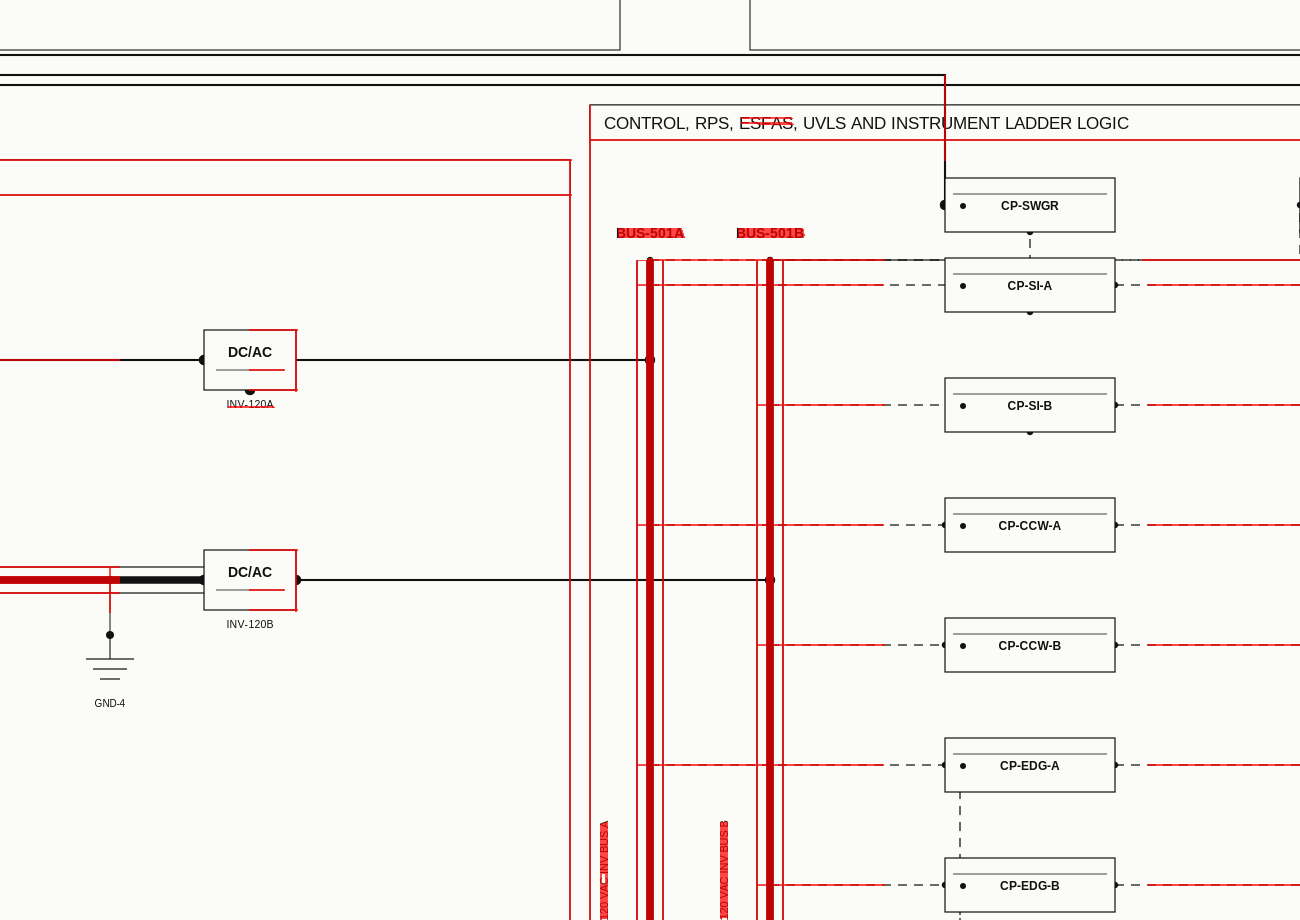 CONTROL, RPS, ESFAS, UVLS AND INSTRUMENT LADDER LOGIC
CP-SWGR
BUS-501A
BUS-501B
CP-SI-A
DC/AC
INV-120A
CP-SI-B
CP-CCW-A
DC/AC
INV-120B
CP-CCW-B
GND-4
CP-EDG-A
120 VAC INV BUS A
120 VAC INV BUS B
CP-EDG-B